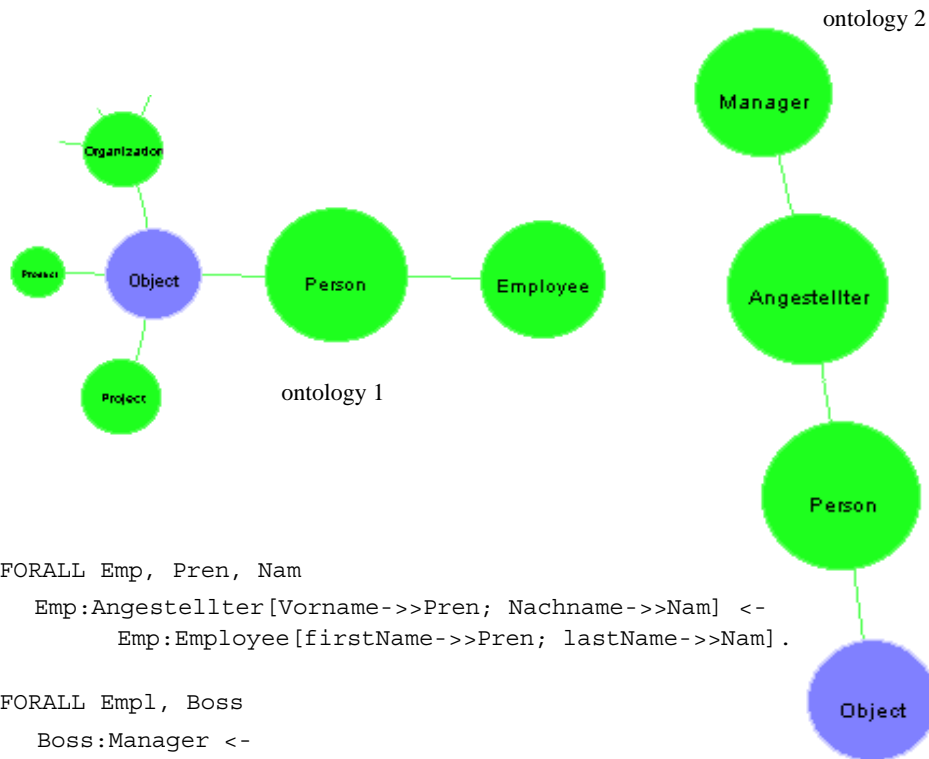 ontology 2
Manager
Organization
Object
Person
Employee
Angestellter
Project
ontology 1
Person
FORALL Emp, Pren, Nam
Emp:Angestellter[Vorname->>Pren; Nachname->>Nam] <-
Emp:Employee[firstName->>Pren; lastName->>Nam].
FORALL Empl, Boss
Object
Boss:Manager <-